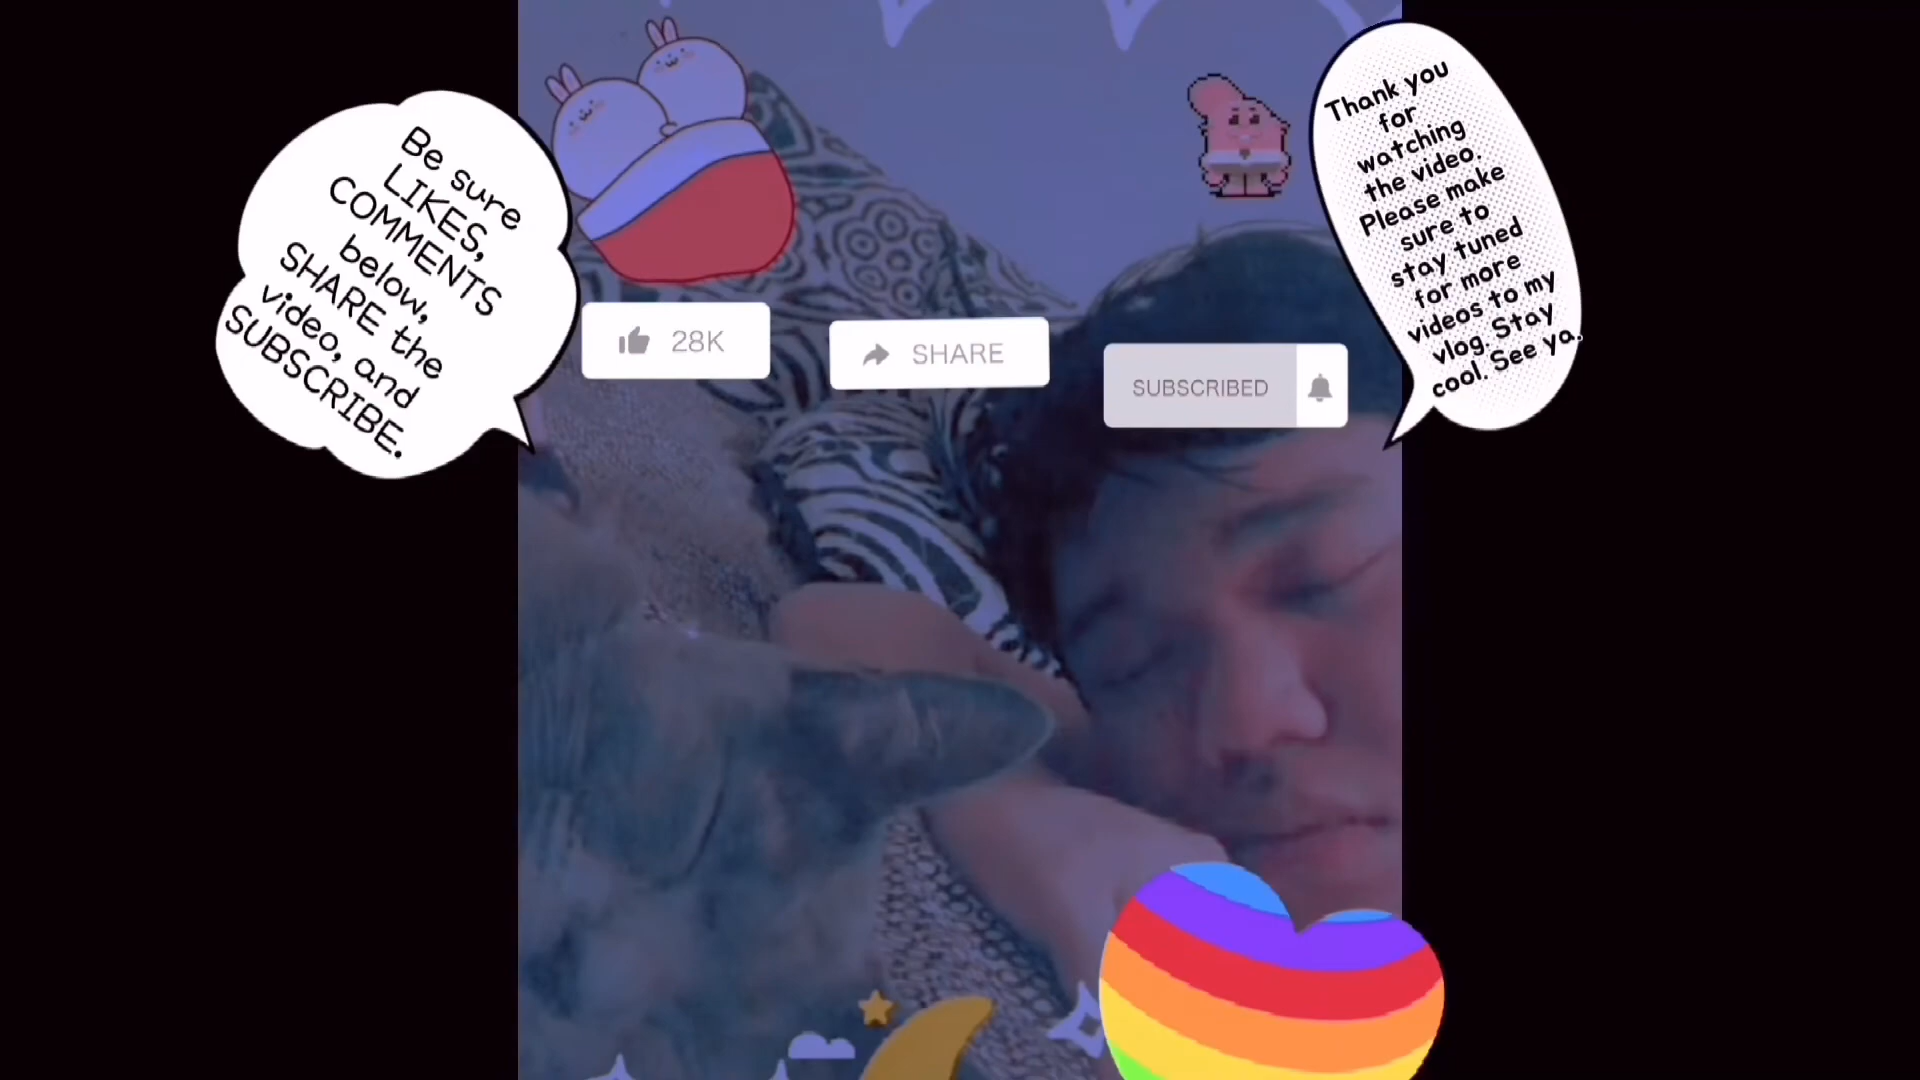 Be sure
LIKES,
COMMENTS
below,
SHARE the
video, and
SUBSCRIBE.
28K
SHARE
SUBSCRIBED
Thank you
for
watching
the video.
Please make
sure to
stay tuned
for more
videos to my
vlog. Stay
cool. See ya.